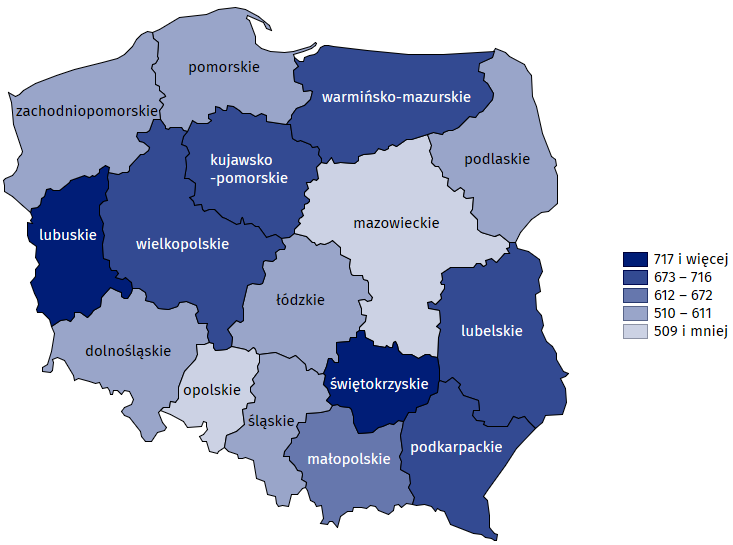 pomorskie
warmińsko-mazurskie
zachodniopomorskie
kujawsko
-pomorskie
podlaskie
mazowieckie
lubuskie
wielkopolskie
łódzkie
lubelskie
dolnośląskie
opolskie
świętokrzyskie
śląskie
małopolskie
podkarpackie
717 i więcej
673 – 716
612 – 672
510 – 611
509 i mniej